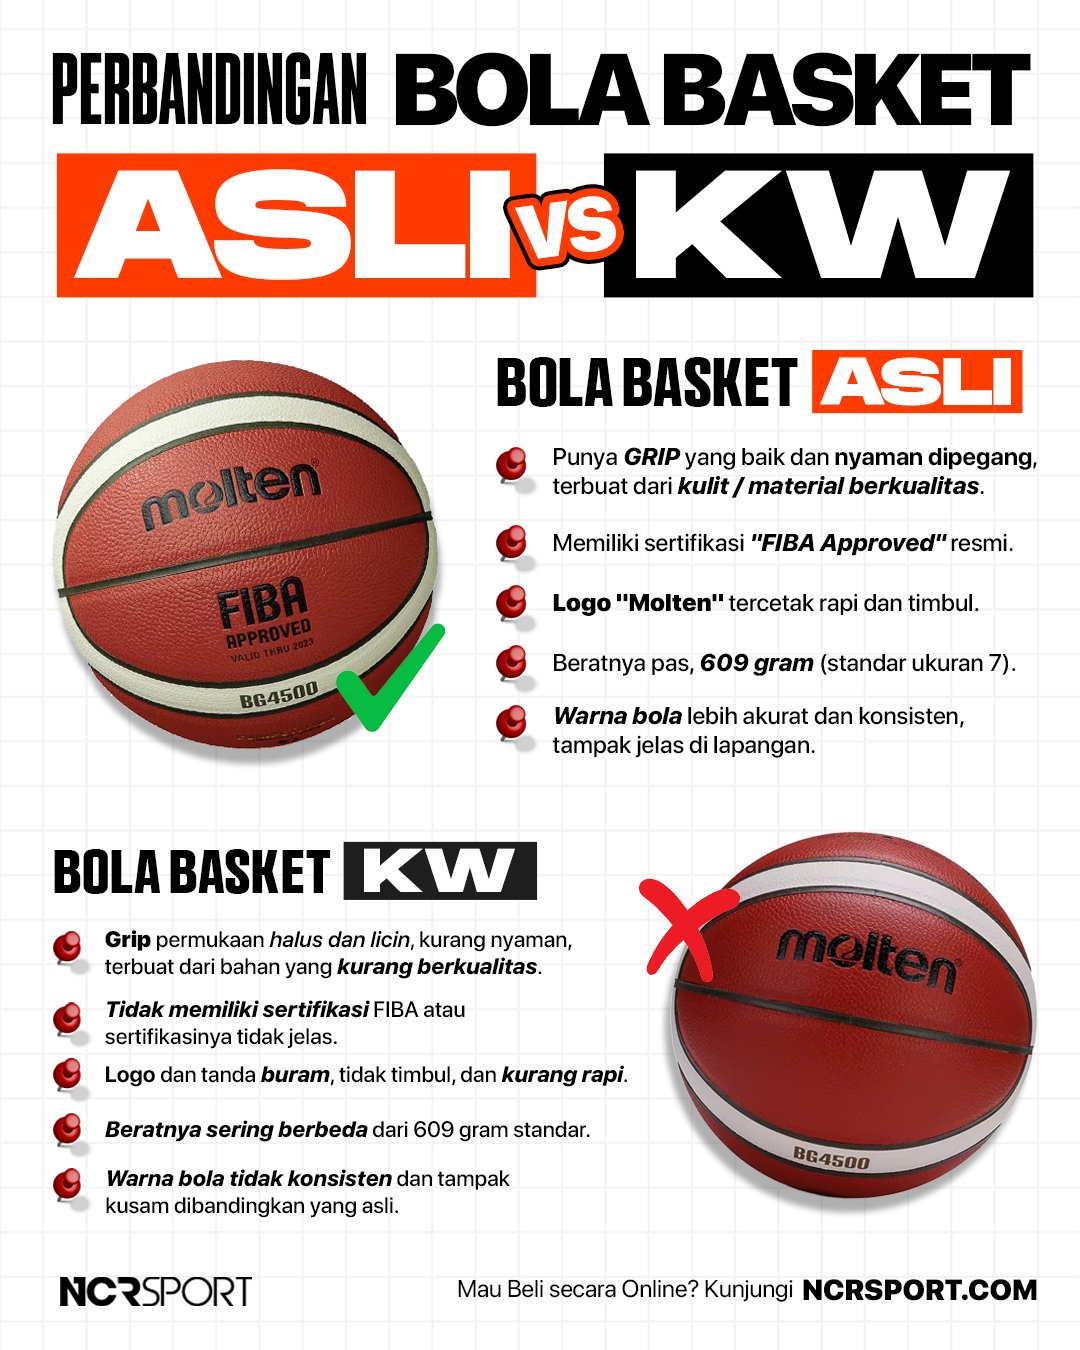 PERBANDINGAN BOLA BASKET
ASLI VS KW
BOLA BASKET ASLI
Punya GRIP yang baik dan nyaman dipegang,
terbuat dari kulit / material berkualitas.
Memiliki sertifikasi "FIBA Approved" resmi.
Logo "Molten" tercetak rapi dan timbul.
Beratnya pas, 609 gram (standar ukuran 7).
Warna bola lebih akurat dan konsisten,
tampak jelas di lapangan.
molten®
FIBA
APPROVED
VALID THRU 2023
BG4500
BOLA BASKET KW
Grip permukaan halus dan licin, kurang nyaman,
terbuat dari bahan yang kurang berkualitas.
Tidak memiliki sertifikasi FIBA atau
sertifikasinya tidak jelas.
Logo dan tanda buram, tidak timbul, dan kurang rapi.
Beratnya sering berbeda dari 609 gram standar.
Warna bola tidak konsisten dan tampak
kusam dibandingkan yang asli.
molten
BG4500
NCRSPORT
Mau Beli secara Online? Kunjungi NCRSPORT.COM